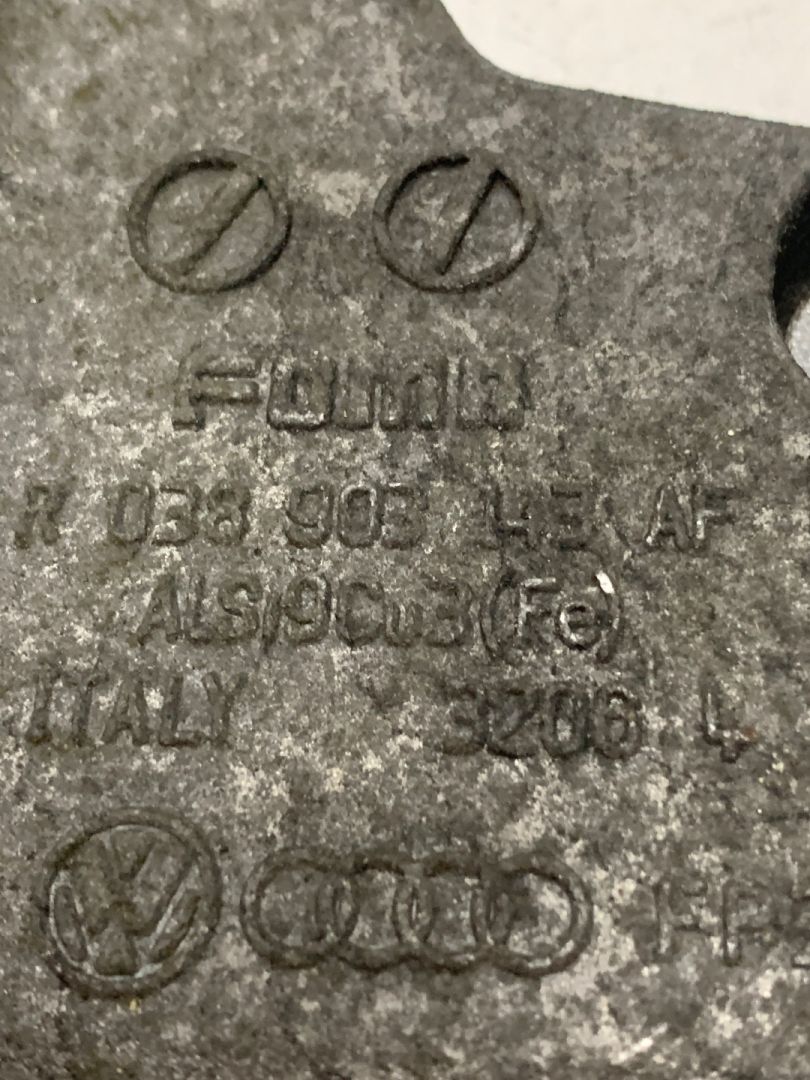 Fomb
R 038 903 143 AF
ALSi9Cu3(Fe)
ITALY 3206 4